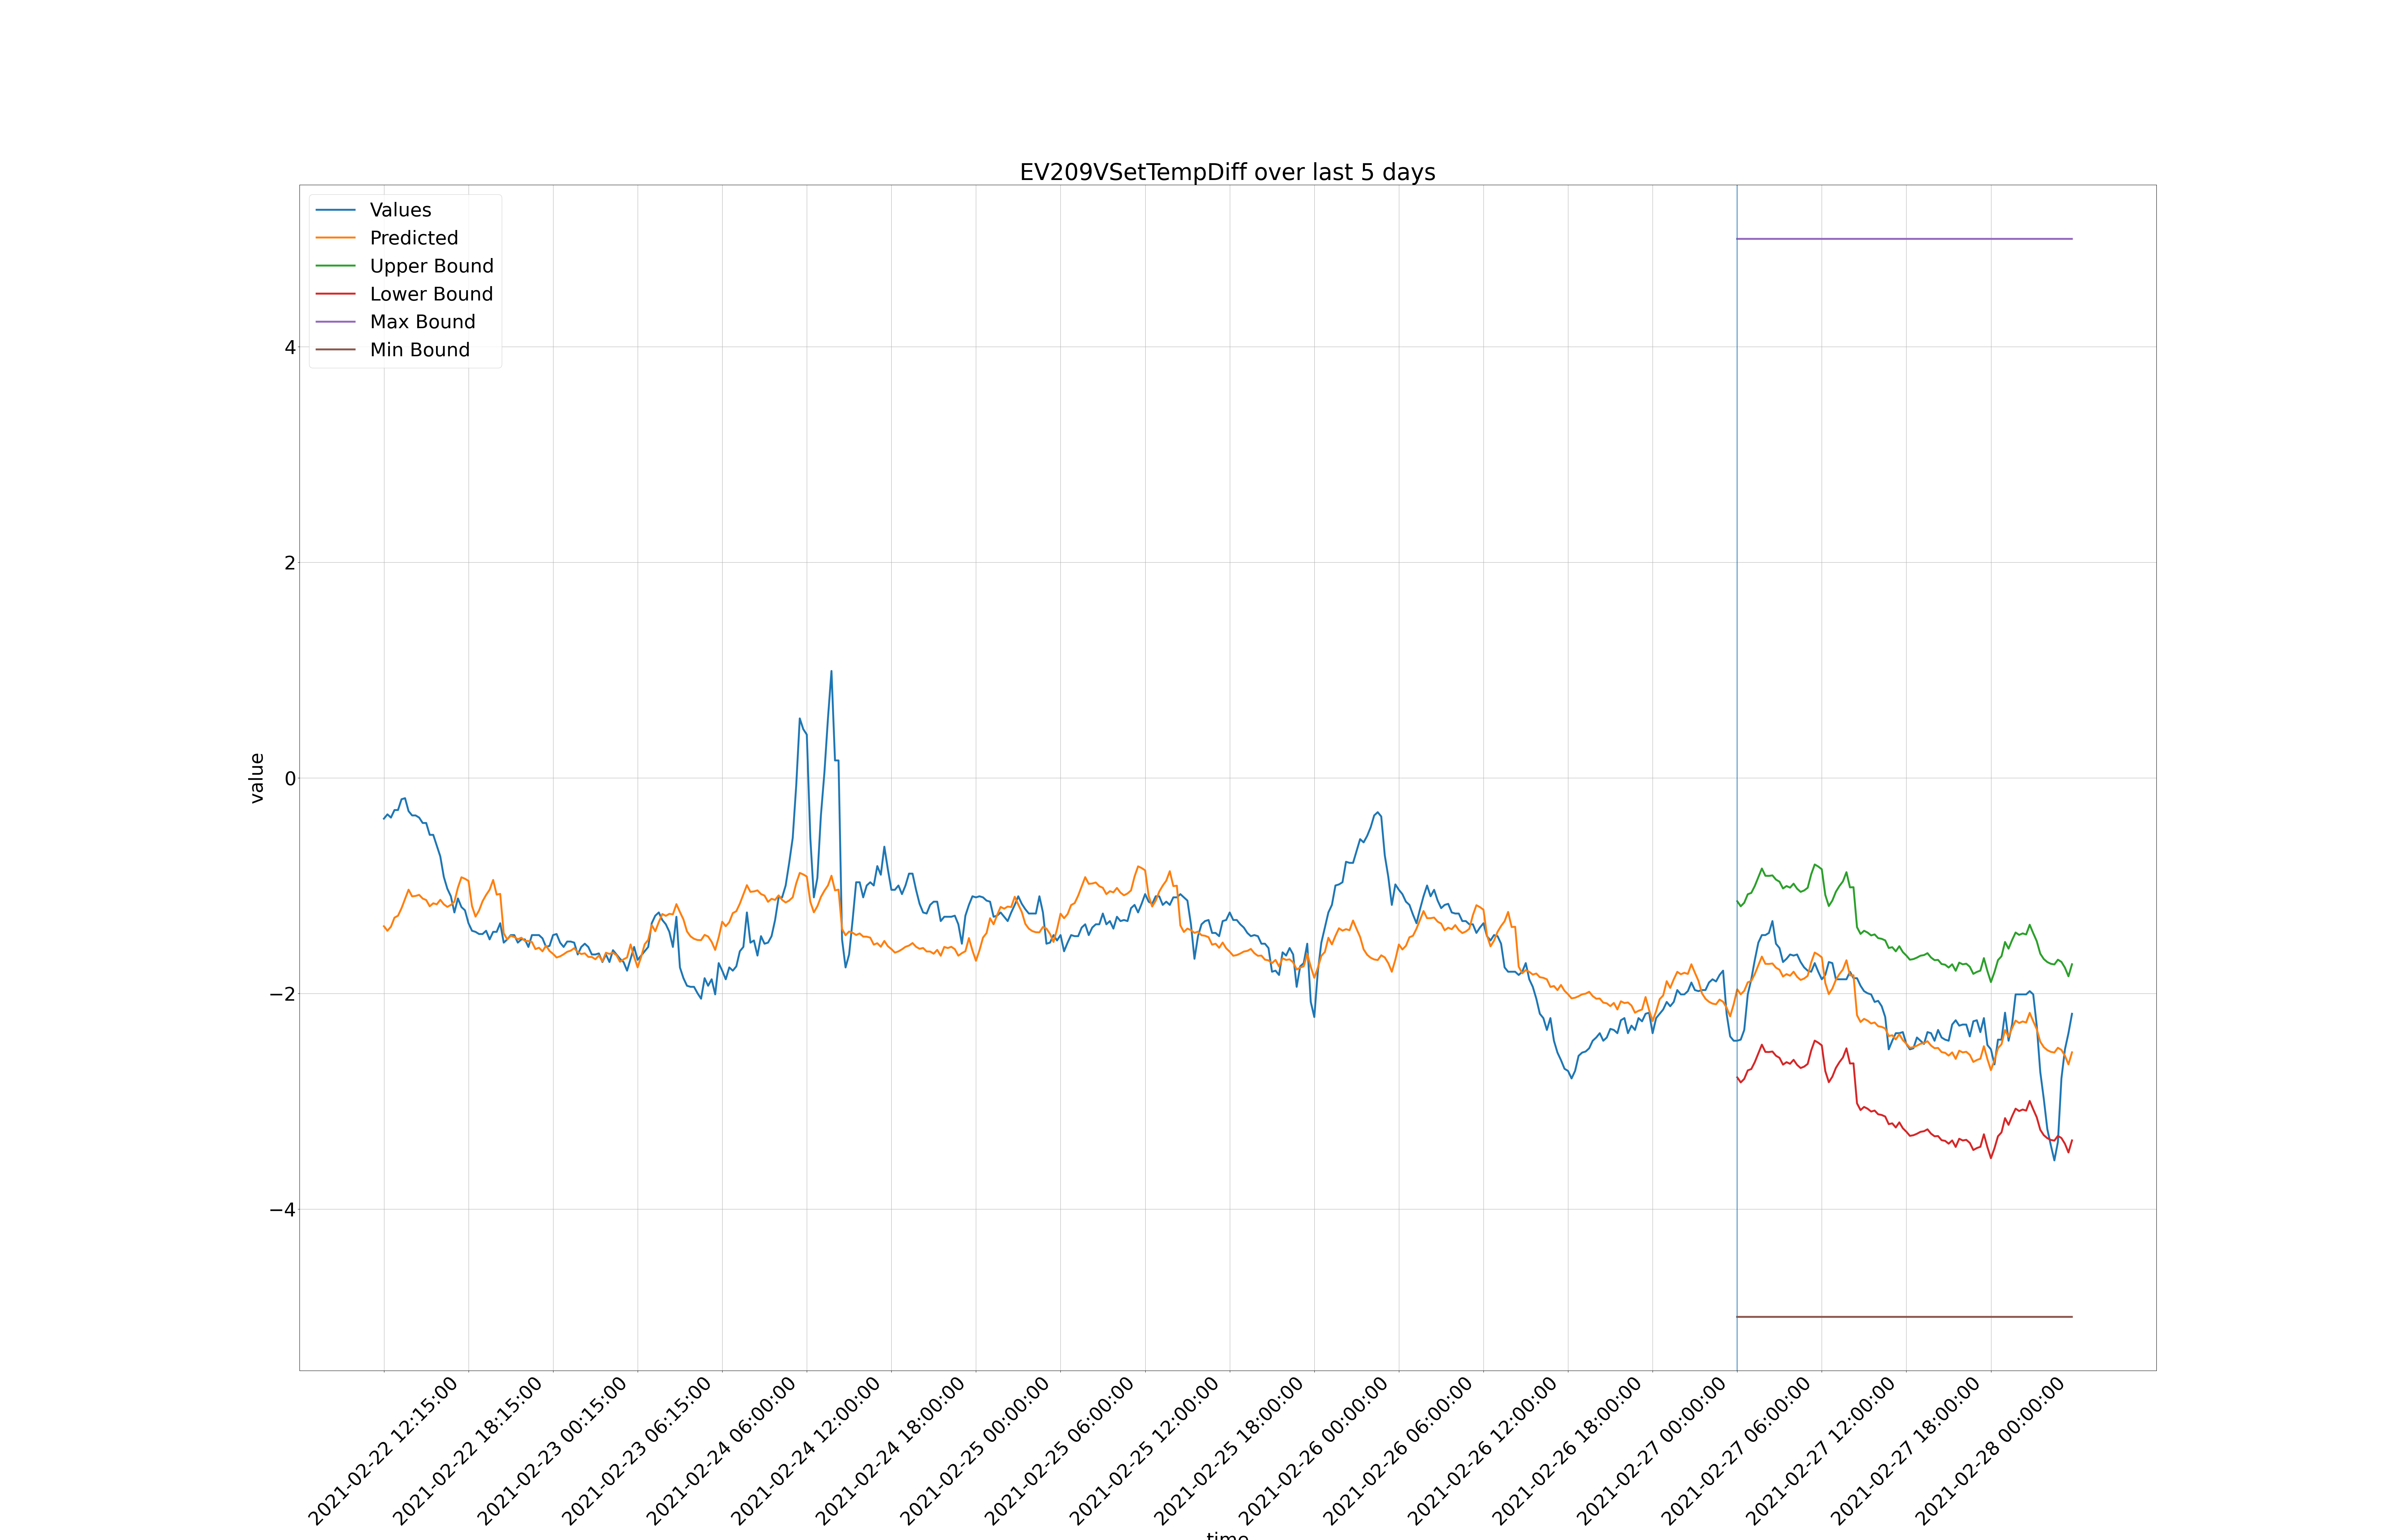 EV209VSetTempDiff over last 5 days
Values
Predicted
Upper Bound
Lower Bound
Max Bound
Min Bound
4
2
0
−2
−4
value
2021-02-22 12:15:00
2021-02-22 18:15:00
2021-02-23 00:15:00
2021-02-23 06:15:00
2021-02-24 06:00:00
2021-02-24 12:00:00
2021-02-24 18:00:00
2021-02-25 00:00:00
2021-02-25 06:00:00
2021-02-25 12:00:00
2021-02-25 18:00:00
2021-02-26 00:00:00
2021-02-26 06:00:00
2021-02-26 12:00:00
2021-02-26 18:00:00
2021-02-27 00:00:00
2021-02-27 06:00:00
2021-02-27 12:00:00
2021-02-27 18:00:00
2021-02-28 00:00:00
time